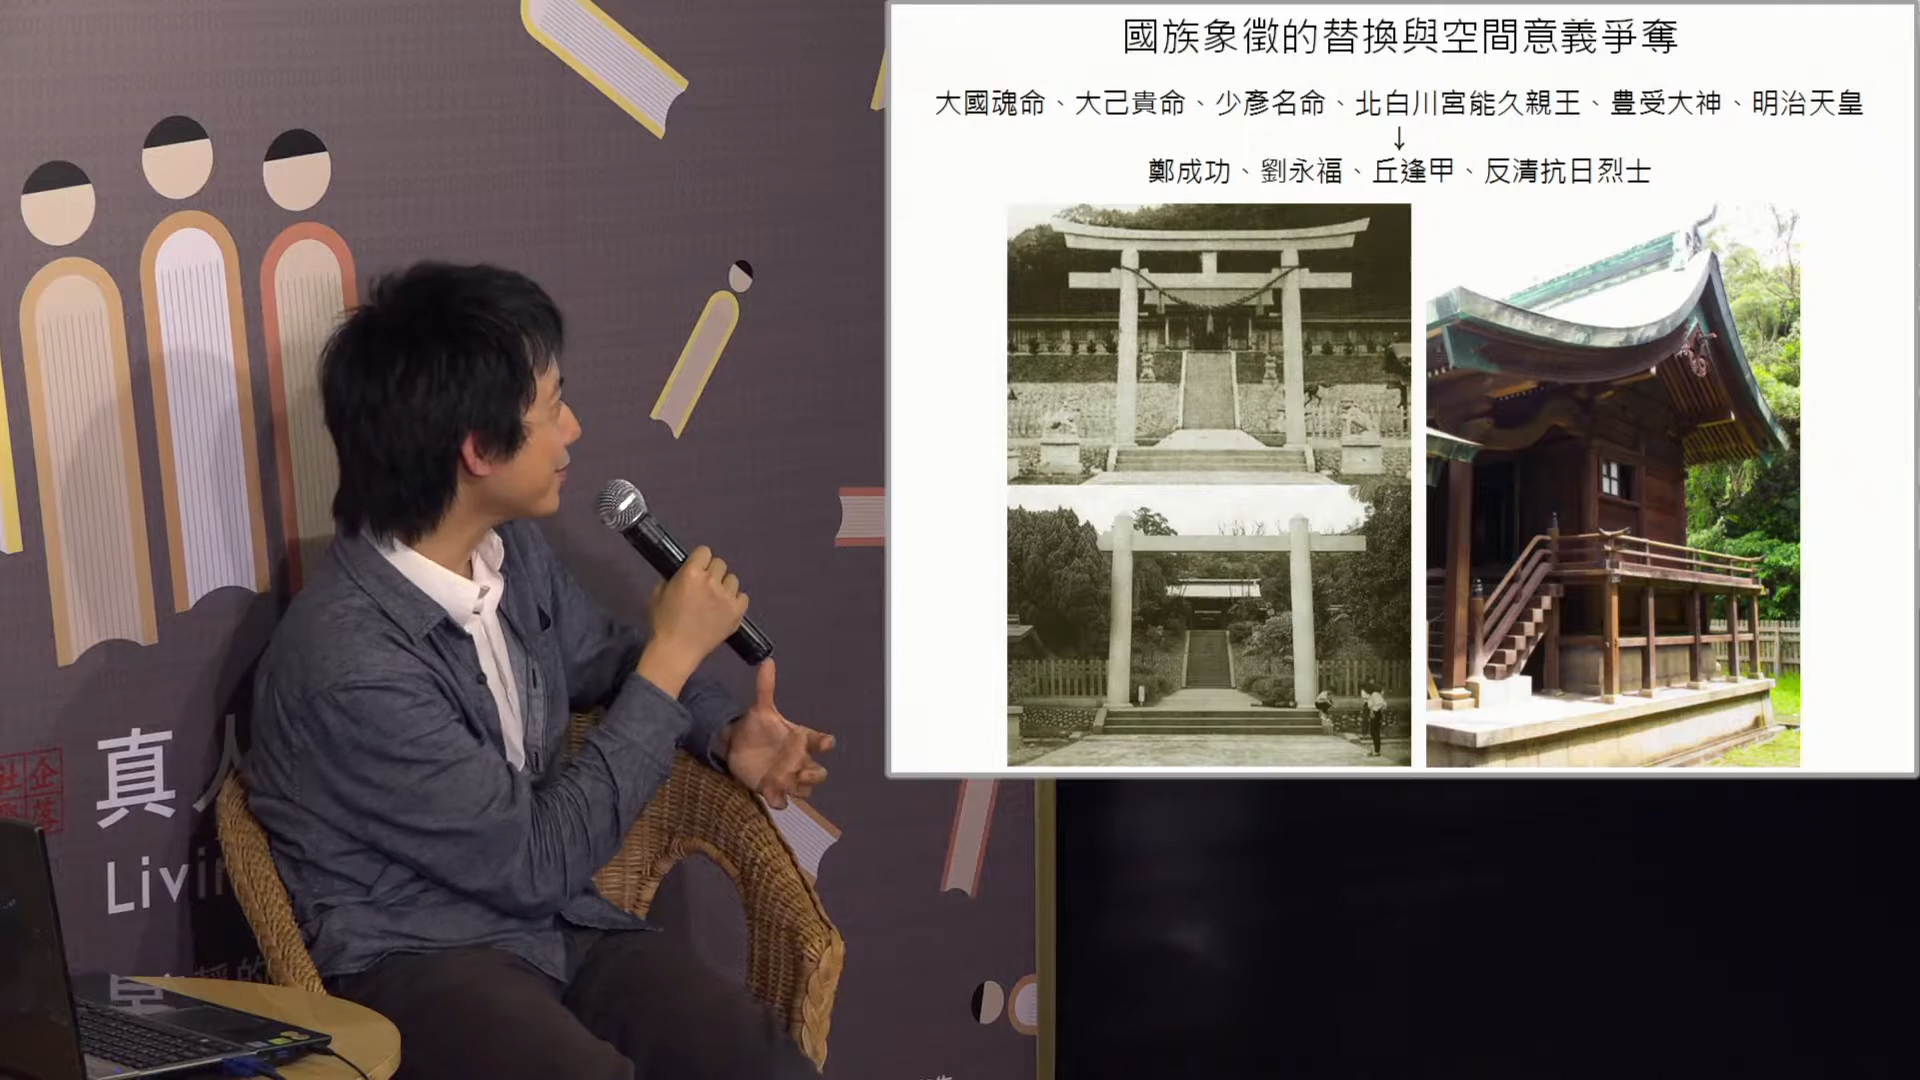 國族象徵的替換與空間意義爭奪
大國魂命、大己貴命、少彥名命、北白川宮能久親王、豊受大神、明治天皇
↓
鄭成功、劉永福、丘逢甲、反清抗日烈士
真人
Livin